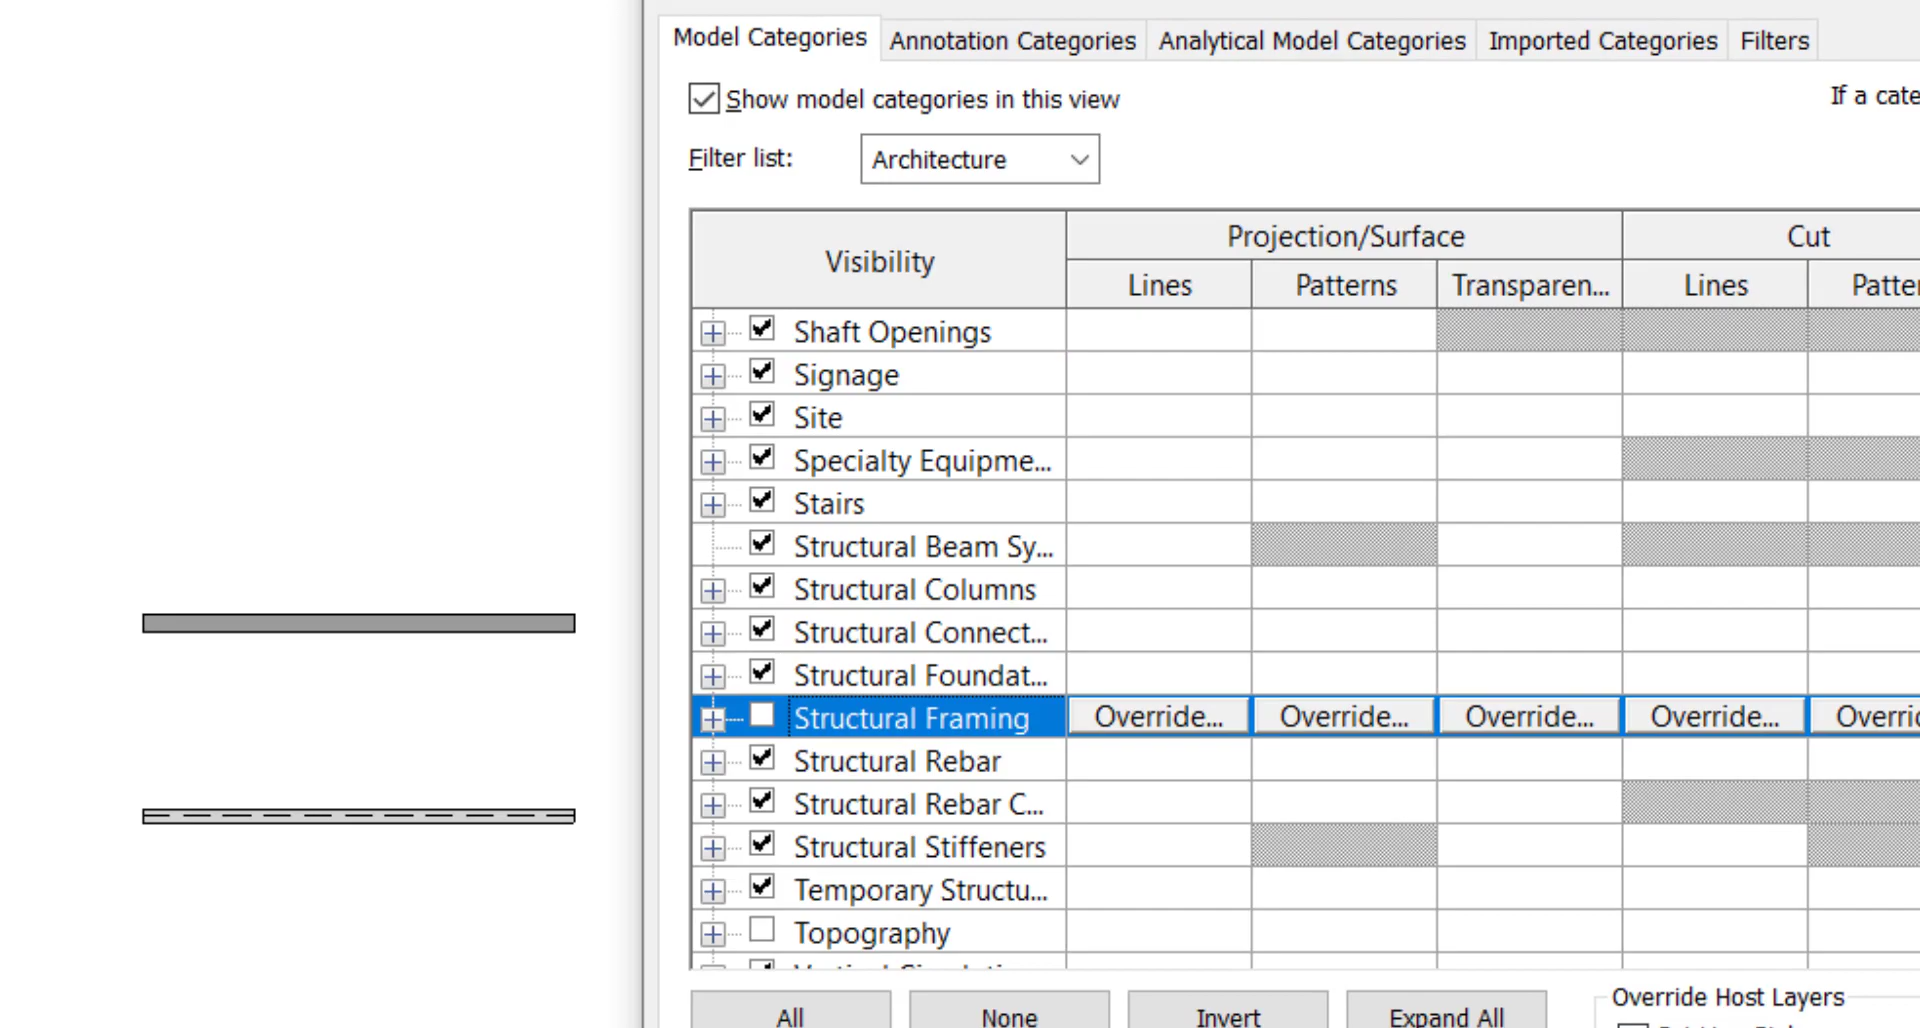 Model Categories Annotation Categories Analytical Model Categories Imported Categories Filters
Show model categories in this view If a cate
Filter list: Architecture
Visibility Projection/Surface Cut
Lines Patterns Transparen... Lines Patter
Shaft Openings
Signage
Site
Specialty Equipme...
Stairs
Structural Beam Sy...
Structural Columns
Structural Connect...
Structural Foundat...
Structural Framing Override... Override... Override... Override... Overri
Structural Rebar
Structural Rebar C...
Structural Stiffeners
Temporary Structu...
Topography
Override Host Layers
All None Invert Expand All